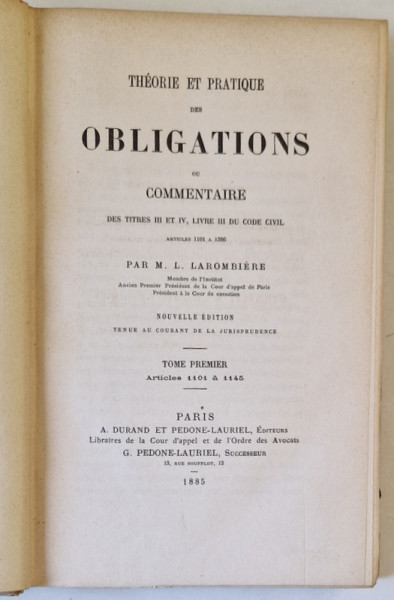 THÉORIE ET PRATIQUE
DES
OBLIGATIONS
OU
COMMENTAIRE
DES TITRES III ET IV, LIVRE III DU CODE CIVIL
ARTICLES 1101 A 1386
PAR M. L. LAROMBIÈRE
Membre de l'Institut
Ancien Premier Président de la Cour d'appel de Paris
Président à la Cour de cassation
NOUVELLE ÉDITION
TENUE AU COURANT DE LA JURISPRUDENCE
TOME PREMIER
Articles 1101 à 1145
PARIS
A. DURAND ET PEDONE-LAURIEL, ÉDITEURS
Libraires de la Cour d'appel et de l'Ordre des Avocats
G. PEDONE-LAURIEL, SUCCESSEUR
13, RUE SOUFFLOT, 13
1885